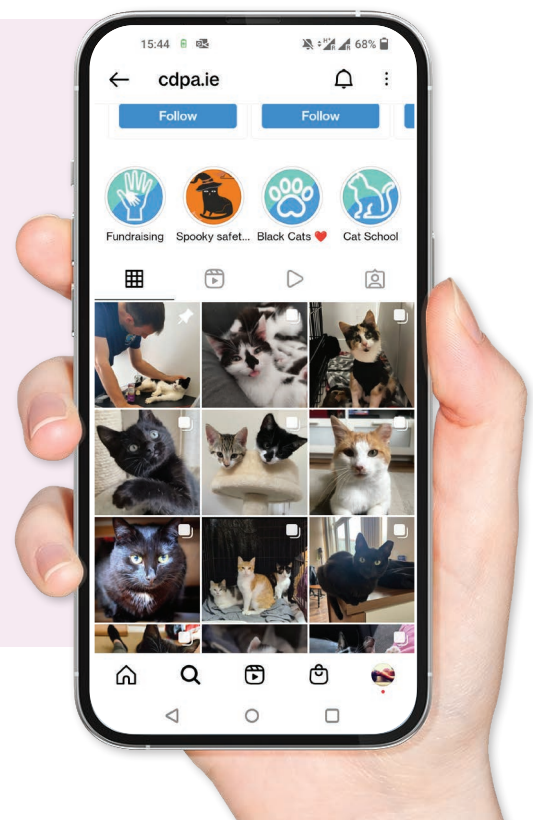 15:44 68%
cdpa.ie
Follow Follow
Fundraising Spooky safet... Black Cats ❤️ Cat School